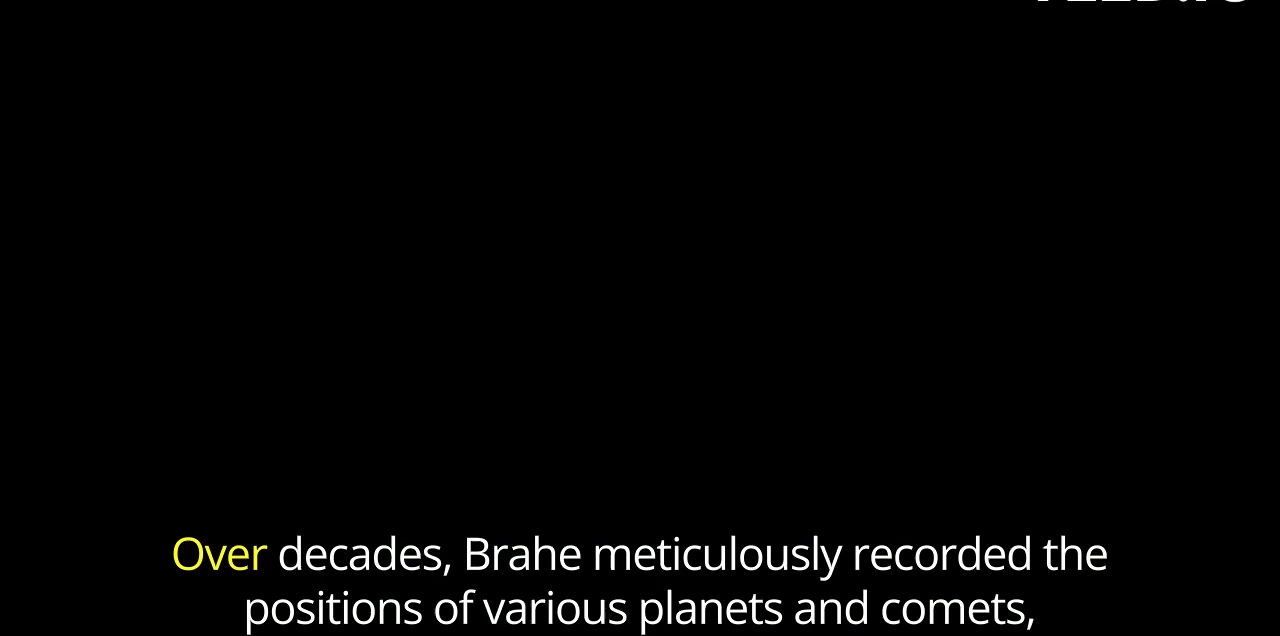 Over decades, Brahe meticulously recorded the
positions of various planets and comets,